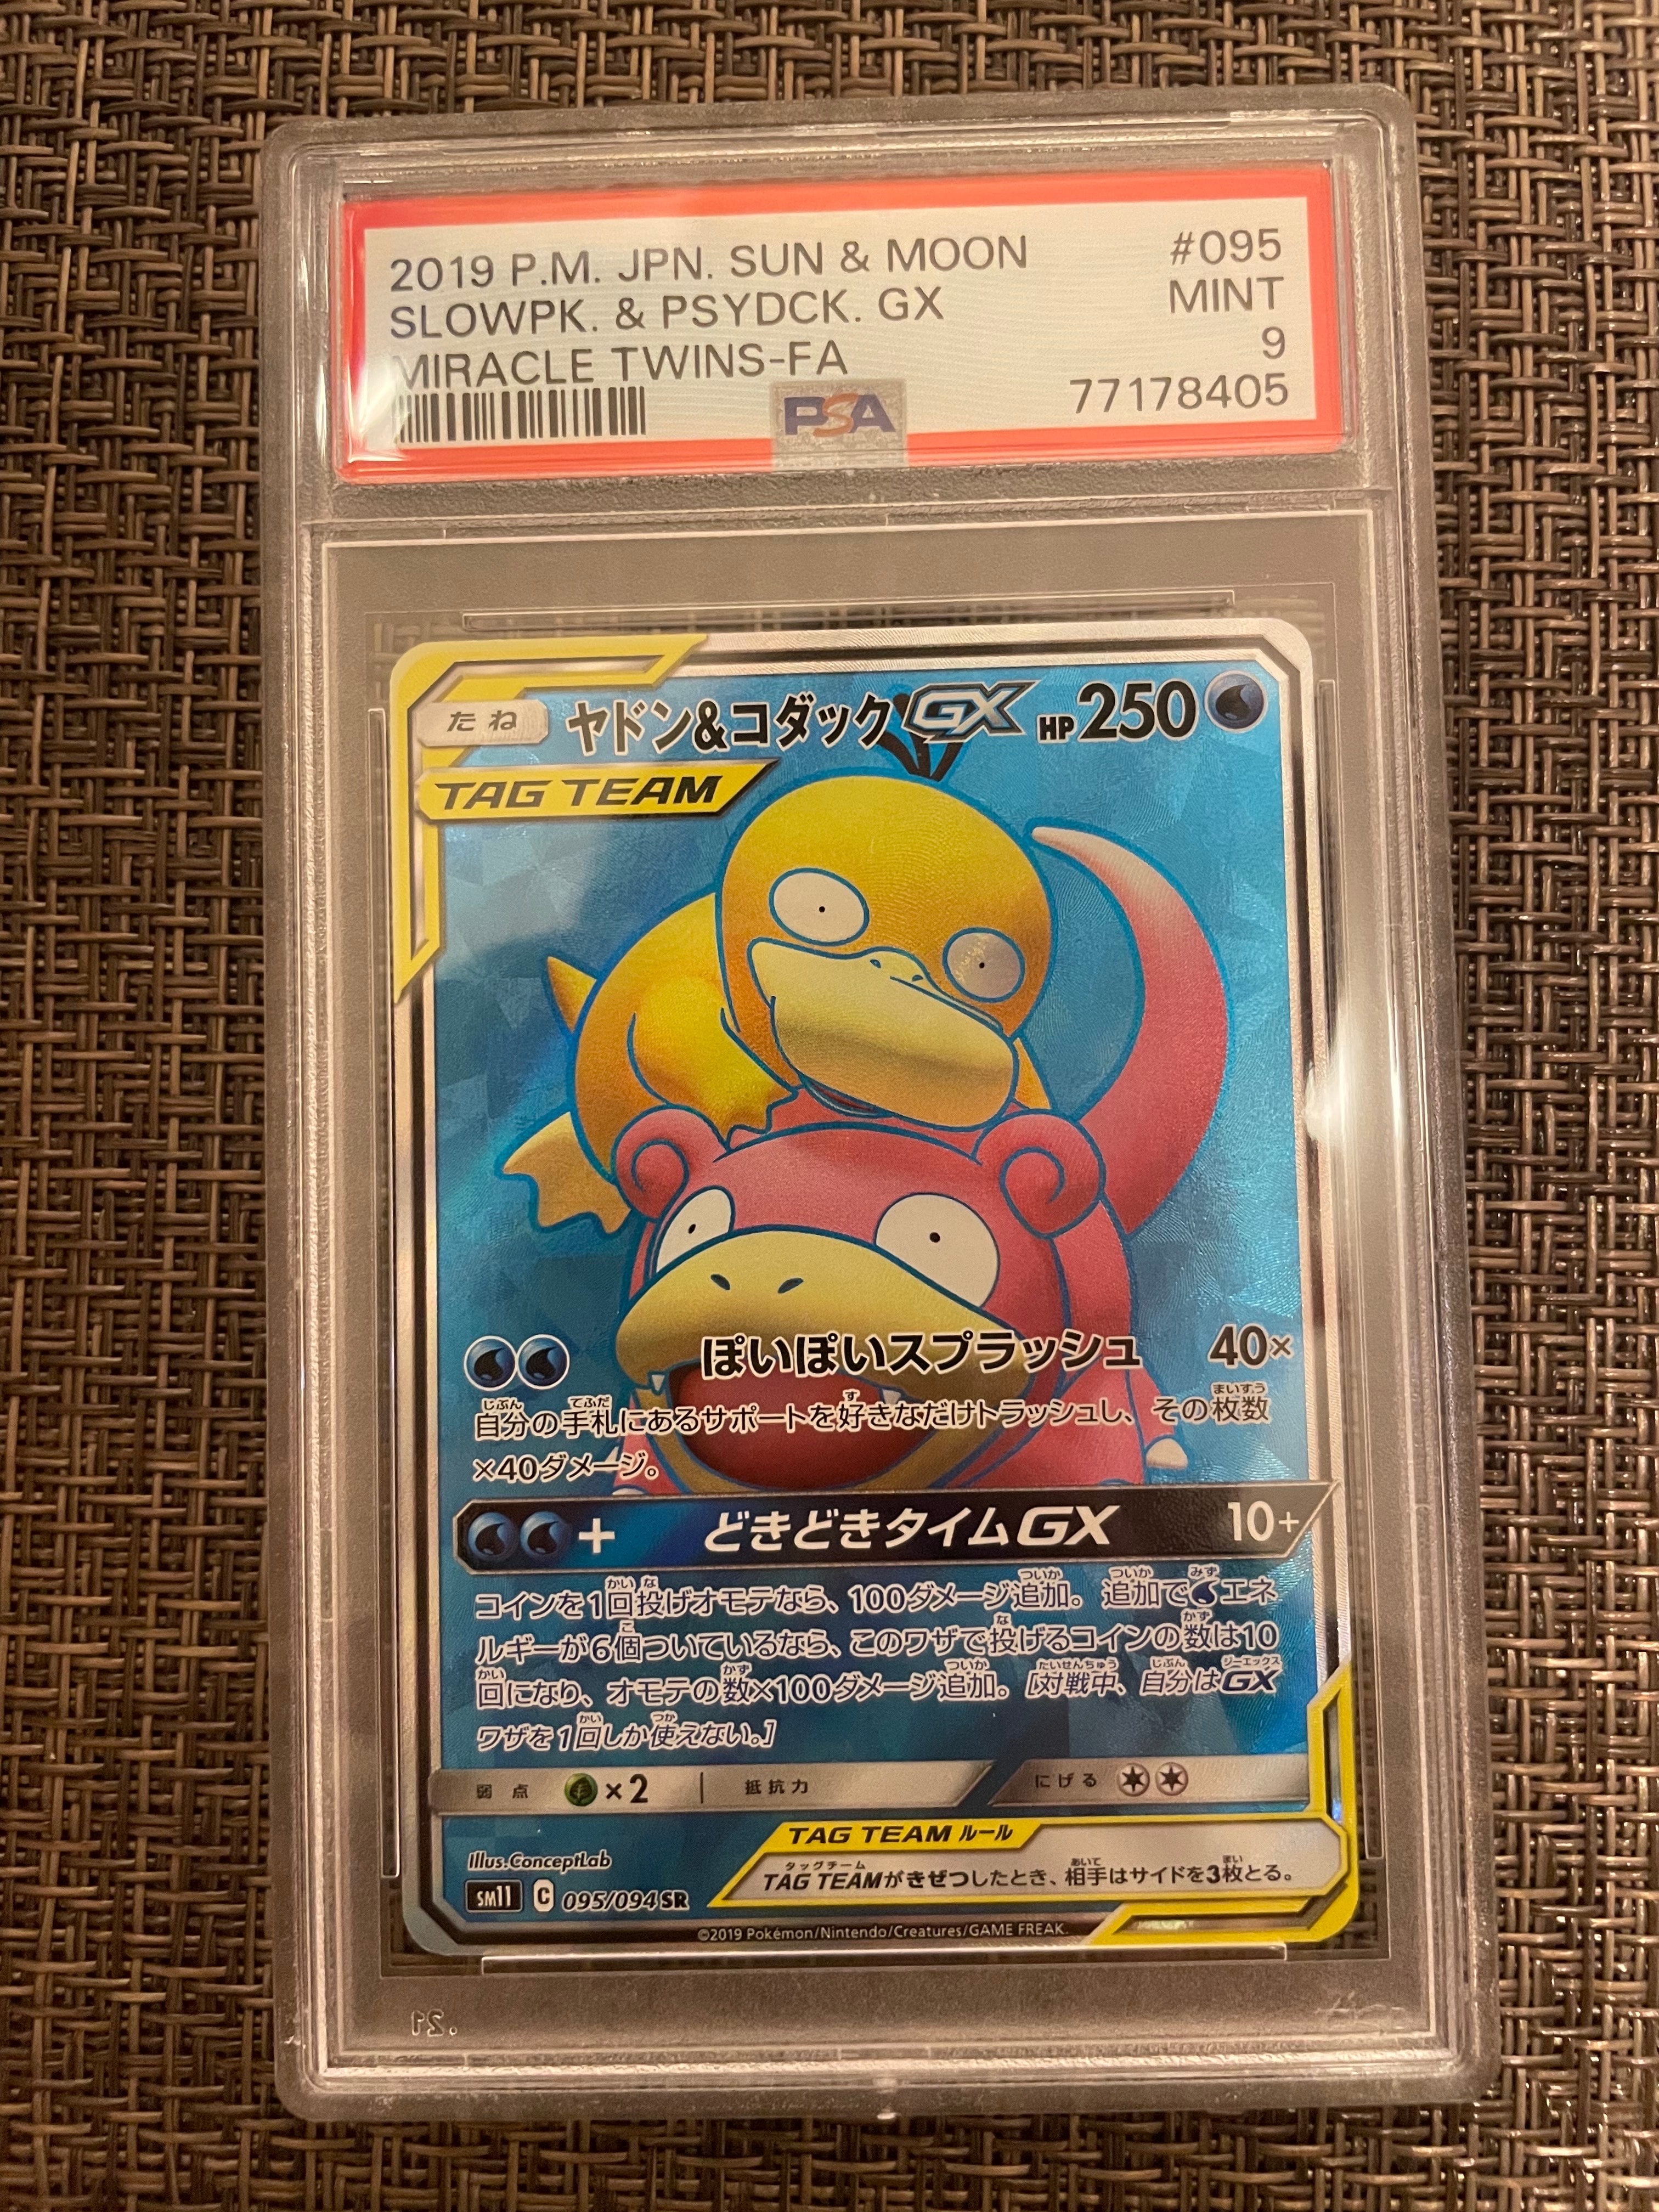 2019 P.M. JPN. SUN & MOON #095
SLOWPK. & PSYDCK. GX MINT
MIRACLE TWINS-FA 9
PSA 77178405
たね ヤドン&コダックGX HP250
TAG TEAM
ぽいぽいスプラッシュ 40×
自分の手札にあるサポートを好きなだけトラッシュし、その枚数
×40ダメージ。
+ どきどきタイムGX 10+
コインを1回投げオモテなら、100ダメージ追加。追加でエネ
ルギーが6個ついているなら、このワザで投げるコインの数は10
回になり、オモテの数×100ダメージ追加。[対戦中、自分はGX
ワザを1回しか使えない。]
弱点 ×2 抵抗力 にげる
TAG TEAM ルール
TAG TEAMがきぜつしたとき、相手はサイドを3枚とる。
Illus.ConceptLab
SM11 C 095/094 SR
©2019 Pokémon/Nintendo/Creatures/GAME FREAK.